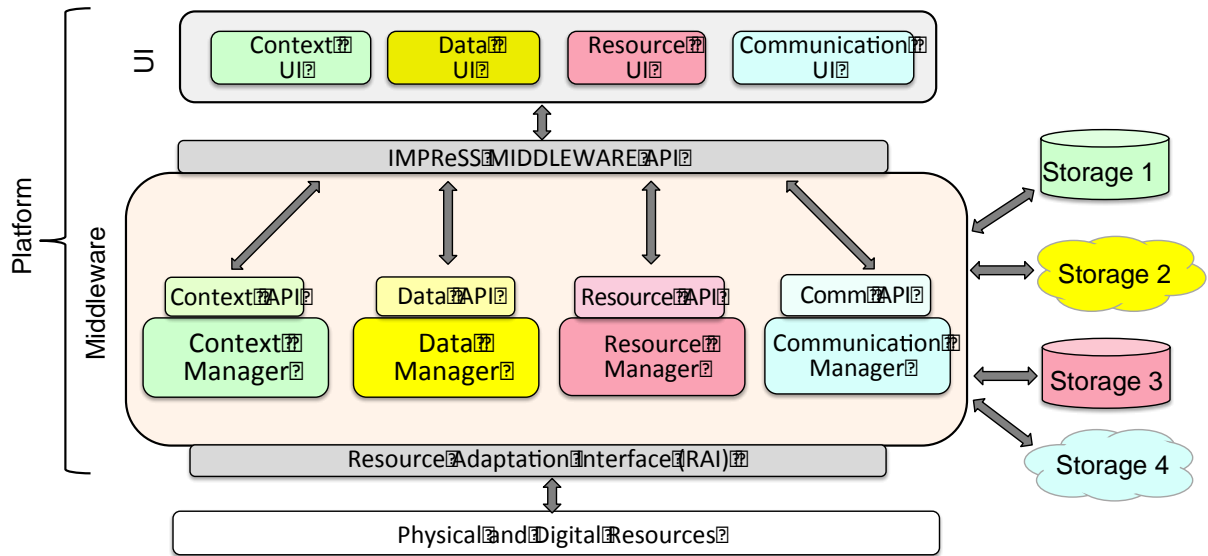 Platform
UI
Middleware
Context
UI
Data
UI
Resource
UI
Communication
UI
IMPReSS MIDDLEWARE API
Context API
Data API
Resource API
Comm API
Context
Manager
Data
Manager
Resource
Manager
Communication
Manager
Resource Adaptation Interface (RAI)
Physical and Digital Resources
Storage 1
Storage 2
Storage 3
Storage 4